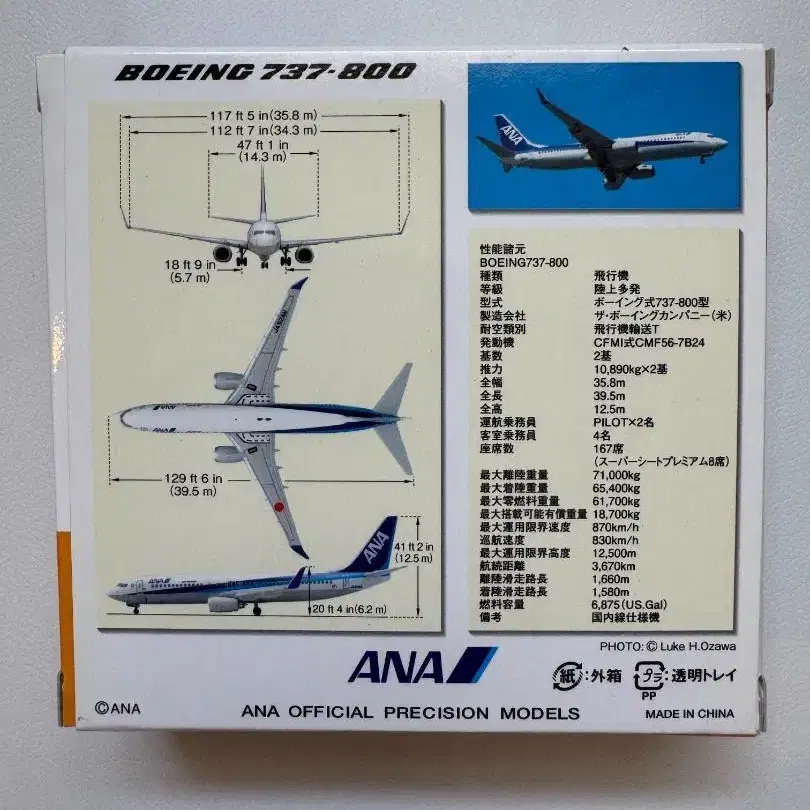 BOEING 737-800
117 ft 5 in(35.8 m)
112 ft 7 in(34.3 m)
47 ft 1 in
(14.3 m)
18 ft 9 in
(5.7 m)
129 ft 6 in
(39.5 m)
ANA
41 ft 2 in
(12.5 m)
ANA
20 ft 4 in(6.2 m)
ANA
性能諸元
BOEING737-800
種類 飛行機
等級 陸上多発
型式 ボーイング式737-800型
製造会社 ザ・ボーイングカンパニー(米)
耐空類別 飛行機輸送T
発動機 CFMI式CMF56-7B24
基数 2基
推力 10,890kg×2基
全幅 35.8m
全長 39.5m
全高 12.5m
運航乗務員 PILOT×2名
客室乗務員 4名
座席数 167席
(スーパーシートプレミアム8席)
最大離陸重量 71,000kg
最大着陸重量 65,400kg
最大零燃料重量 61,700kg
最大搭載可能有償重量 18,700kg
最大運用限界速度 870km/h
巡航速度 830km/h
最大運用限界高度 12,500m
航続距離 3,670km
離陸滑走路長 1,660m
着陸滑走路長 1,580m
燃料容量 6,875(US.Gal)
備考 国内線仕様機
PHOTO: © Luke H.Ozawa
ANA
紙:外箱 プラ:透明トレイ
PP
©ANA
ANA OFFICIAL PRECISION MODELS
MADE IN CHINA